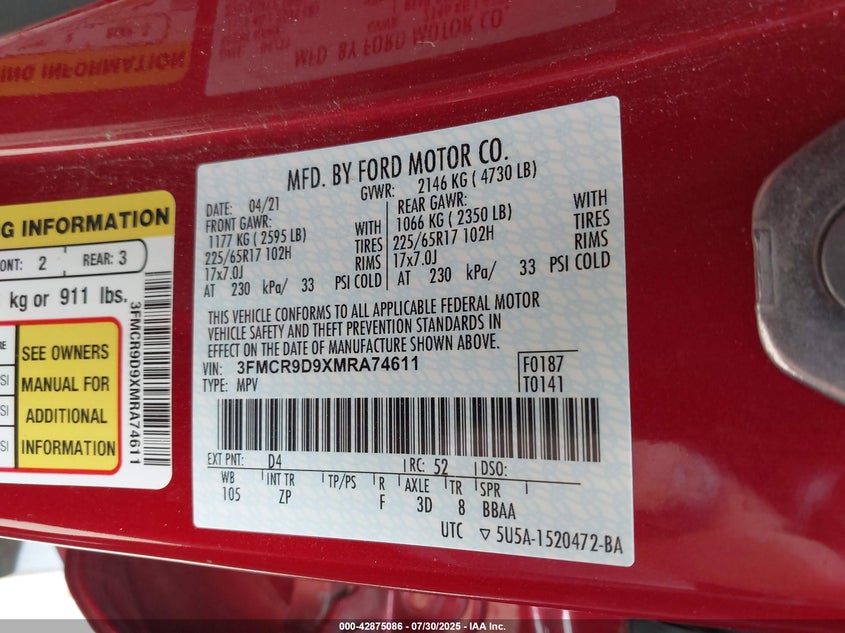 MFD. BY FORD MOTOR CO.
DATE: 04/21 GVWR: 2146 KG ( 4730 LB)
FRONT GAWR: REAR GAWR:
1177 KG ( 2595 LB) WITH 1066 KG ( 2350 LB) WITH
225/65R17 102H TIRES 225/65R17 102H TIRES
17x7.0J RIMS 17x7.0J RIMS
AT 230 kPa/ 33 PSI COLD AT 230 kPa/ 33 PSI COLD
THIS VEHICLE CONFORMS TO ALL APPLICABLE FEDERAL MOTOR
VEHICLE SAFETY AND THEFT PREVENTION STANDARDS IN
EFFECT ON THE DATE OF MANUFACTURE SHOWN ABOVE.
VIN: 3FMCR9D9XMRA74611 F0187
TYPE: MPV T0141
EXT PNT: D4 RC: 52 DSO:
WB INT TR TP/PS R AXLE TR SPR
105 ZP F 3D 8 BBAA
UTC 5U5A-1520472-BA
G INFORMATION
ONT: 2 REAR: 3
kg or 911 lbs.
SEE OWNERS
MANUAL FOR
ADDITIONAL
INFORMATION
3FMCR9D9XMRA74611
000-42875086 - 07/30/2025 - IAA Inc.